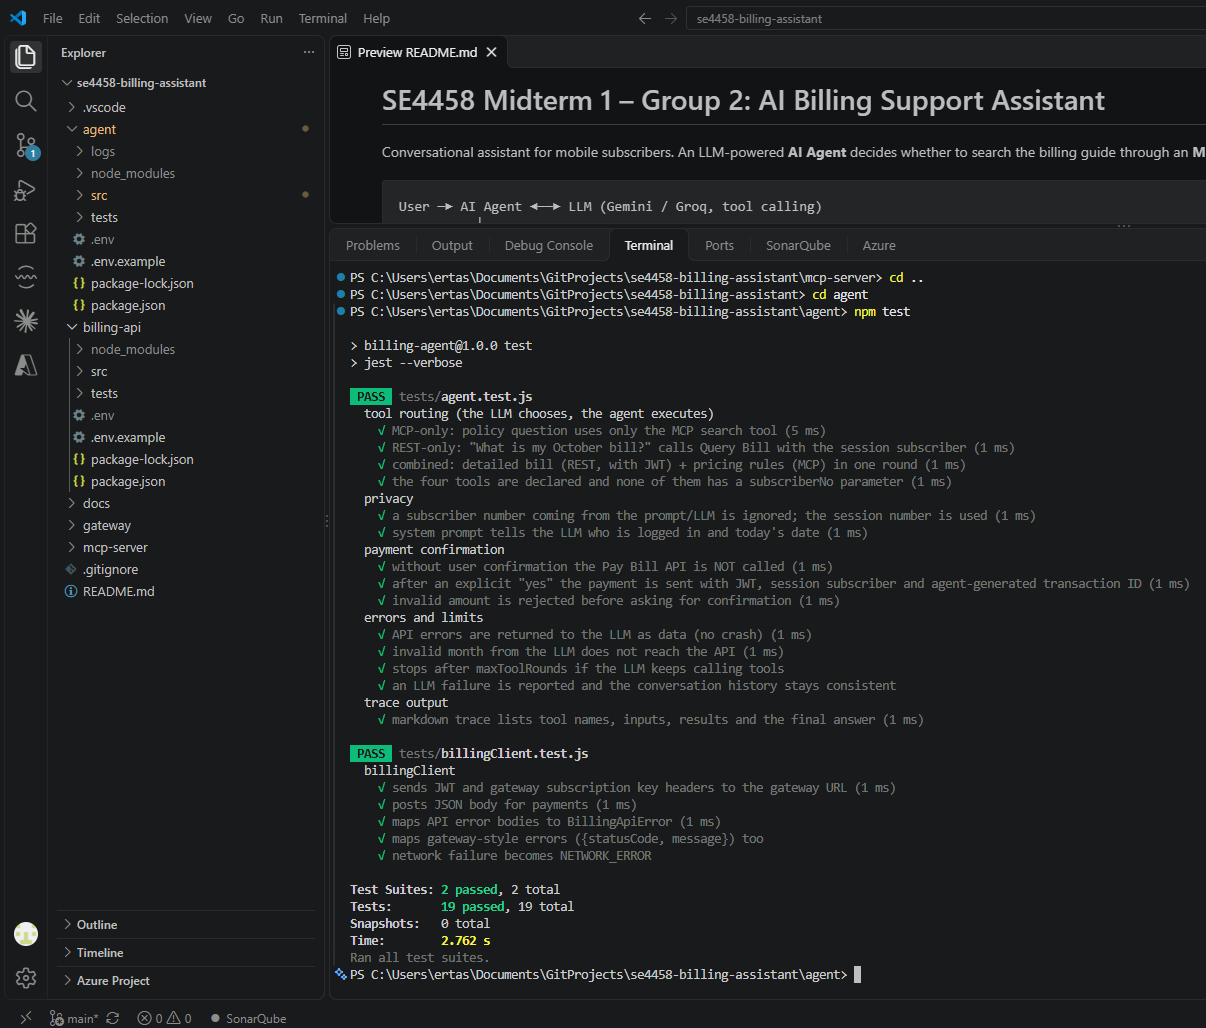 File Edit Selection View Go Run Terminal Help
se4458-billing-assistant
Explorer
se4458-billing-assistant
.vscode
agent
logs
node_modules
src
tests
.env
.env.example
package-lock.json
package.json
billing-api
node_modules
src
tests
.env
.env.example
package-lock.json
package.json
docs
gateway
mcp-server
.gitignore
README.md
Outline
Timeline
Azure Project
1
Preview README.md
SE4458 Midterm 1 – Group 2: AI Billing Support Assistant
Conversational assistant for mobile subscribers. An LLM-powered AI Agent decides whether to search the billing guide through an M
User → AI Agent ←→ LLM (Gemini / Groq, tool calling)
Problems Output Debug Console Terminal Ports SonarQube Azure
PS C:\Users\ertas\Documents\GitProjects\se4458-billing-assistant\mcp-server> cd ..
PS C:\Users\ertas\Documents\GitProjects\se4458-billing-assistant> cd agent
PS C:\Users\ertas\Documents\GitProjects\se4458-billing-assistant\agent> npm test
> billing-agent@1.0.0 test
> jest --verbose
PASS tests/agent.test.js
tool routing (the LLM chooses, the agent executes)
√ MCP-only: policy question uses only the MCP search tool (5 ms)
√ REST-only: "What is my October bill?" calls Query Bill with the session subscriber (1 ms)
√ combined: detailed bill (REST, with JWT) + pricing rules (MCP) in one round (1 ms)
√ the four tools are declared and none of them has a subscriberNo parameter (1 ms)
privacy
√ a subscriber number coming from the prompt/LLM is ignored; the session number is used (1 ms)
√ system prompt tells the LLM who is logged in and today's date (1 ms)
payment confirmation
√ without user confirmation the Pay Bill API is NOT called (1 ms)
√ after an explicit "yes" the payment is sent with JWT, session subscriber and agent-generated transaction ID (1 ms)
√ invalid amount is rejected before asking for confirmation (1 ms)
errors and limits
√ API errors are returned to the LLM as data (no crash) (1 ms)
√ invalid month from the LLM does not reach the API (1 ms)
√ stops after maxToolRounds if the LLM keeps calling tools
√ an LLM failure is reported and the conversation history stays consistent
trace output
√ markdown trace lists tool names, inputs, results and the final answer (1 ms)
PASS tests/billingClient.test.js
billingClient
√ sends JWT and gateway subscription key headers to the gateway URL (1 ms)
√ posts JSON body for payments (1 ms)
√ maps API error bodies to BillingApiError (1 ms)
√ maps gateway-style errors ({statusCode, message}) too
√ network failure becomes NETWORK_ERROR
Test Suites: 2 passed, 2 total
Tests: 19 passed, 19 total
Snapshots: 0 total
Time: 2.762 s
Ran all test suites.
PS C:\Users\ertas\Documents\GitProjects\se4458-billing-assistant\agent>
main* 0 0 SonarQube